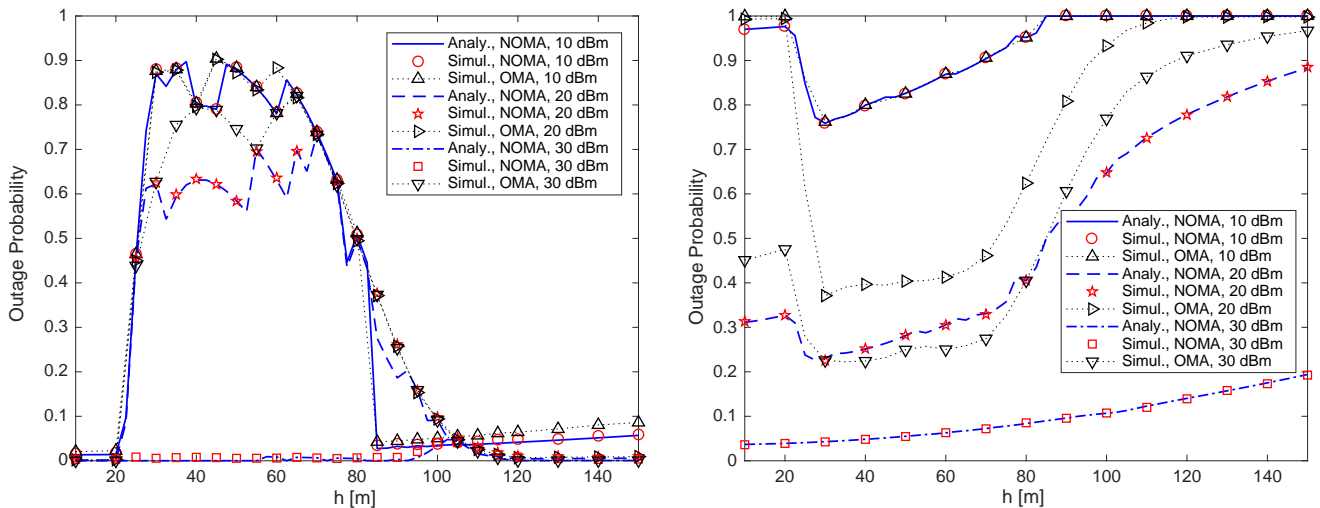 1
0.9
0.8
0.7
0.6
0.5
0.4
0.3
0.2
0.1
0
20 40 60 80 100 120 140
h [m]
Outage Probability
Analy., NOMA, 10 dBm
Simul., NOMA, 10 dBm
Simul., OMA, 10 dBm
Analy., NOMA, 20 dBm
Simul., NOMA, 20 dBm
Simul., OMA, 20 dBm
Analy., NOMA, 30 dBm
Simul., NOMA, 30 dBm
Simul., OMA, 30 dBm
1
0.9
0.8
0.7
0.6
0.5
0.4
0.3
0.2
0.1
0
20 40 60 80 100 120 140
h [m]
Outage Probability
Analy., NOMA, 10 dBm
Simul., NOMA, 10 dBm
Simul., OMA, 10 dBm
Analy., NOMA, 20 dBm
Simul., NOMA, 20 dBm
Simul., OMA, 20 dBm
Analy., NOMA, 30 dBm
Simul., NOMA, 30 dBm
Simul., OMA, 30 dBm